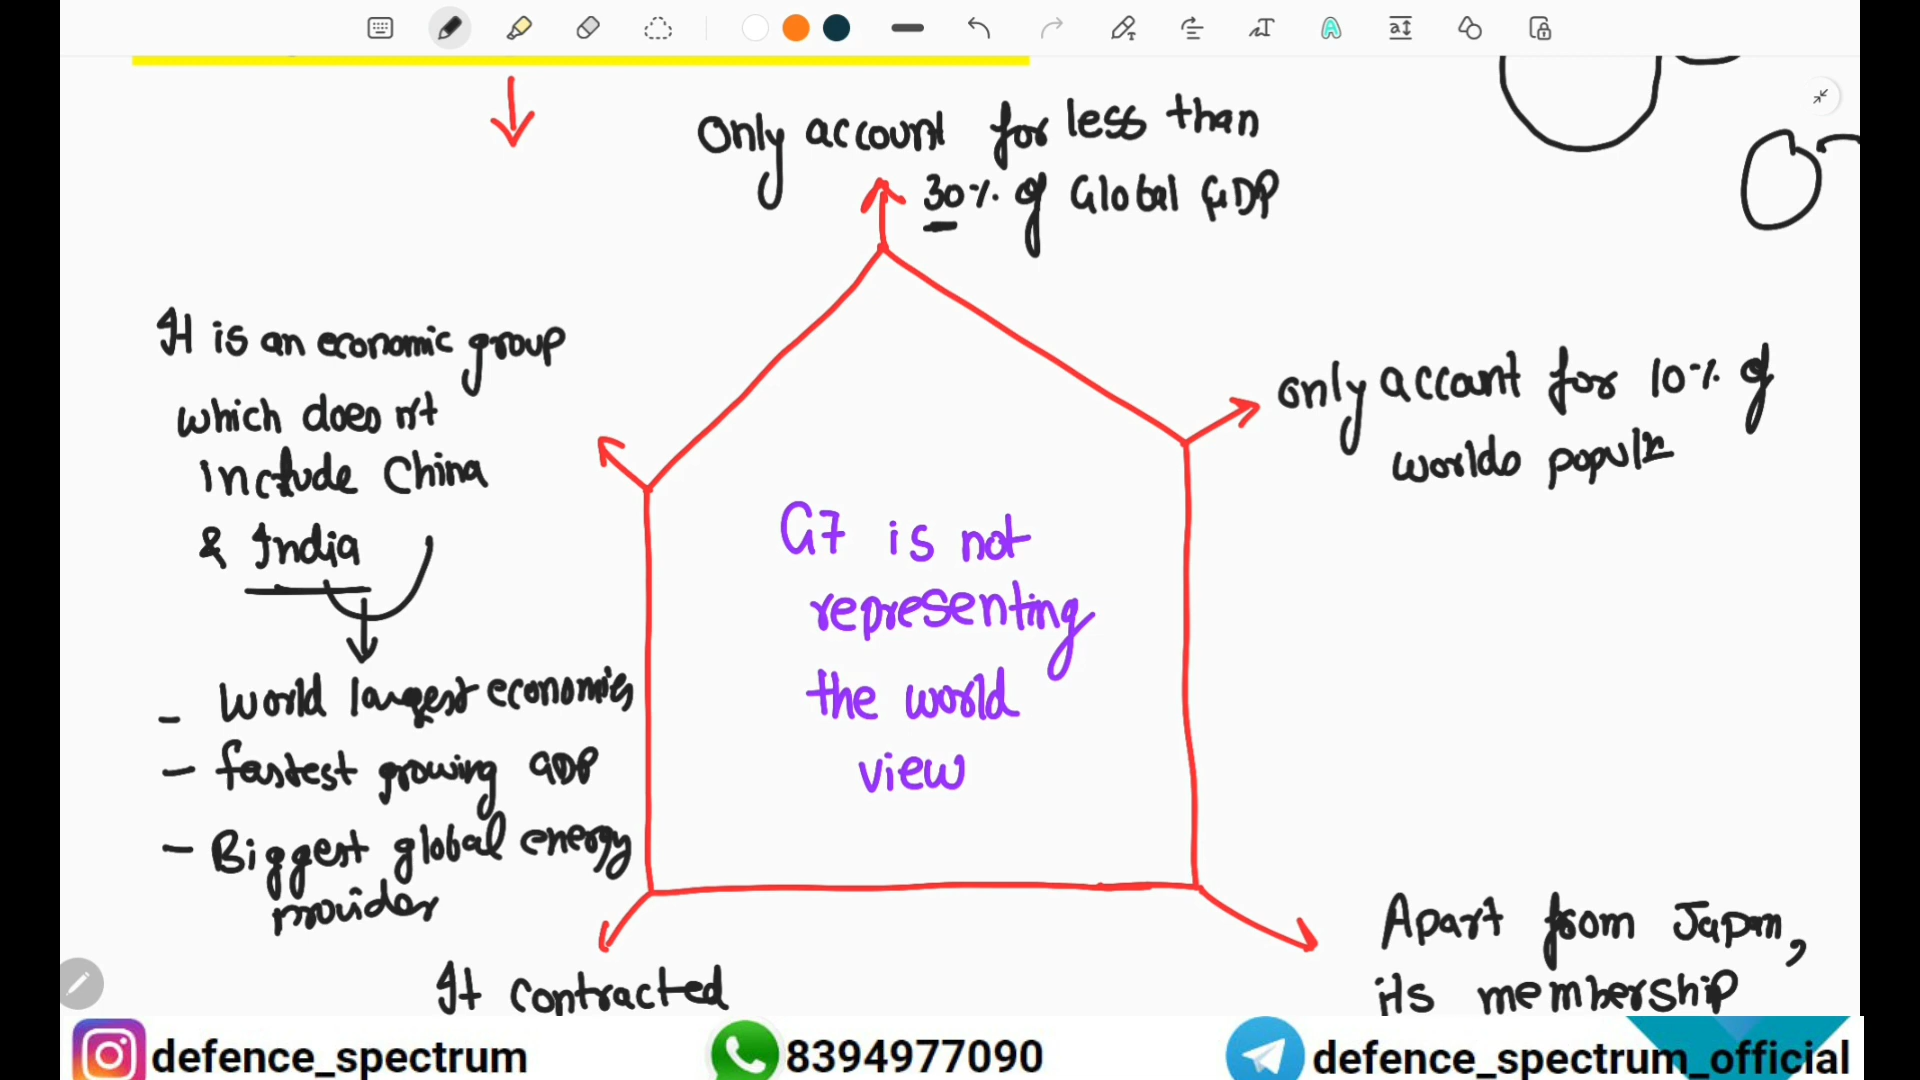 Only account for less than
30% of Global GDP
It is an economic group
which does n't
include China
& India
- World largest economies
- fastest growing GDP
- Biggest global energy
provider
only account for 10% of
worlds populn
G7 is not
representing
the world
view
It contracted
Apart from Japan,
its membership
defence_spectrum
8394977090
defence_spectrum_official